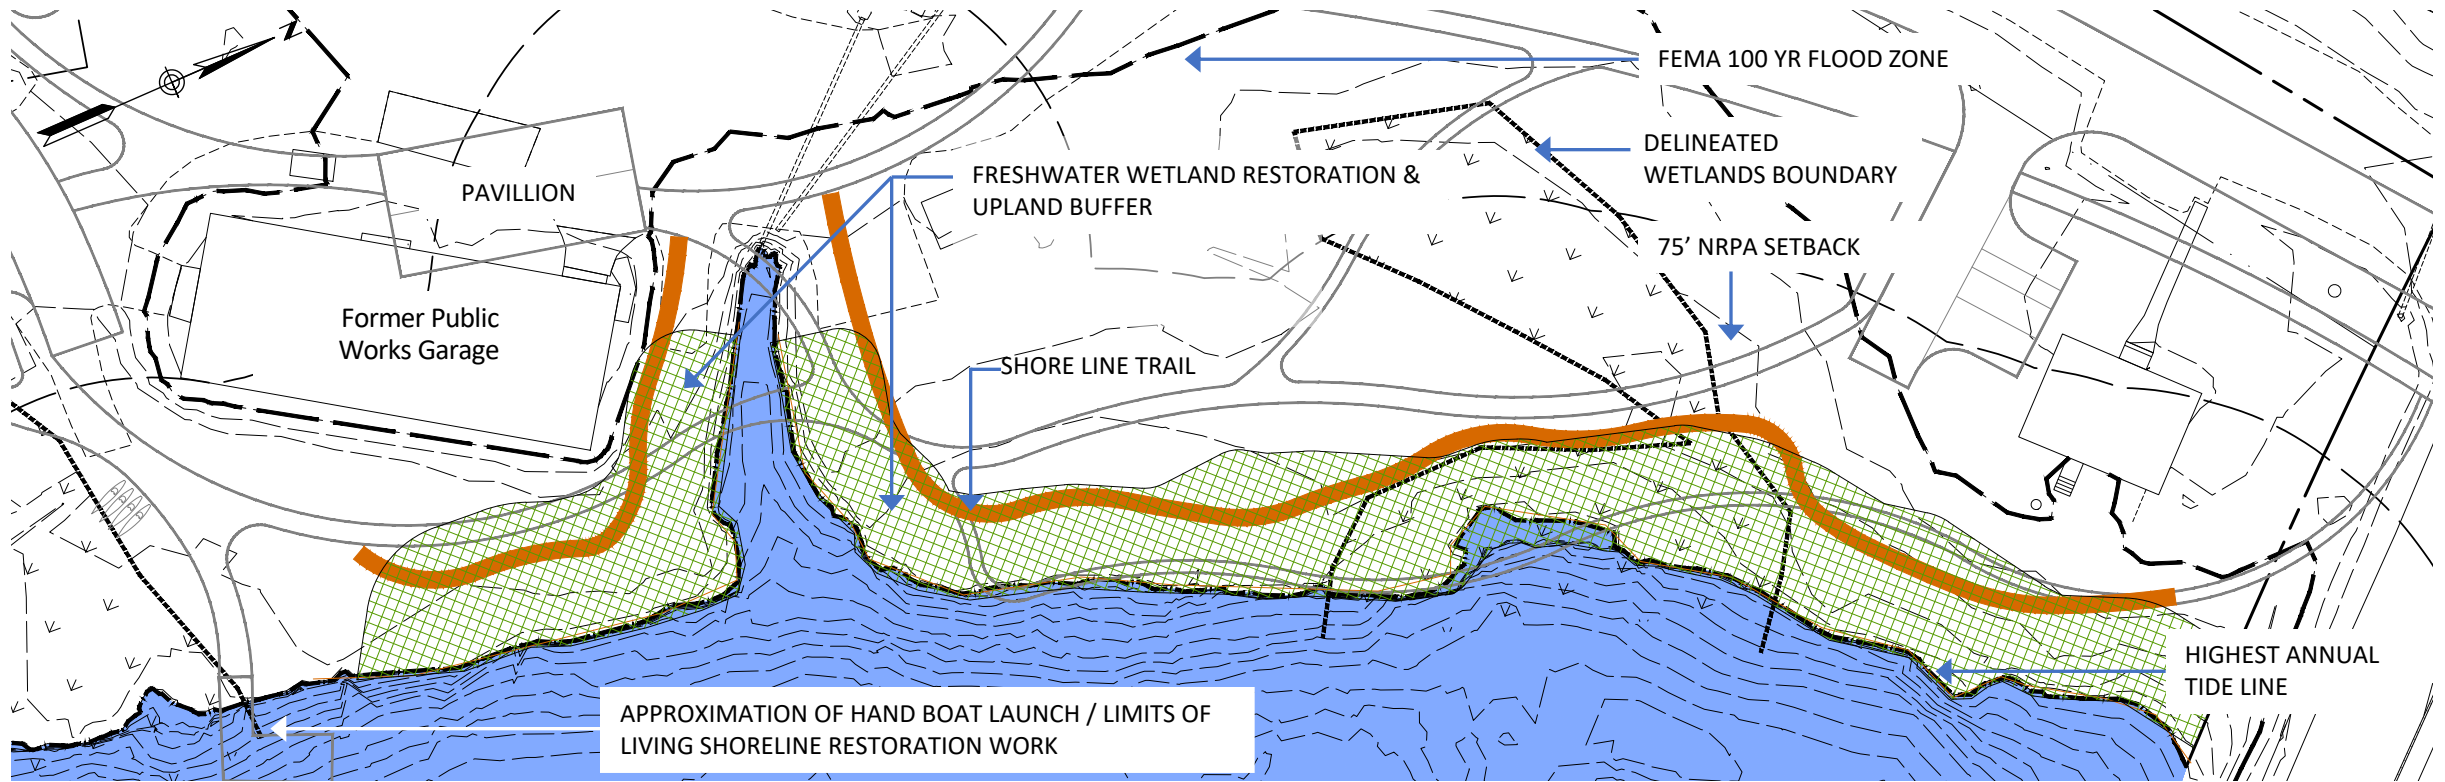 N
FEMA 100 YR FLOOD ZONE
DELINEATED
WETLANDS BOUNDARY
FRESHWATER WETLAND RESTORATION &
UPLAND BUFFER
PAVILLION
75’ NRPA SETBACK
Former Public
Works Garage
SHORE LINE TRAIL
HIGHEST ANNUAL
TIDE LINE
APPROXIMATION OF HAND BOAT LAUNCH / LIMITS OF
LIVING SHORELINE RESTORATION WORK